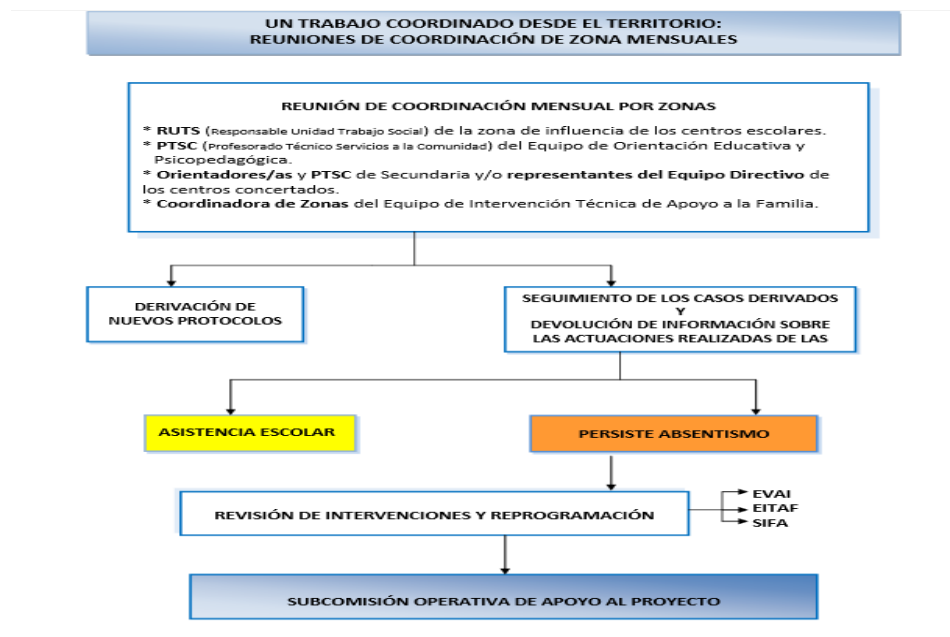 UN TRABAJO COORDINADO DESDE EL TERRITORIO:
REUNIONES DE COORDINACIÓN DE ZONA MENSUALES
REUNIÓN DE COORDINACIÓN MENSUAL POR ZONAS
* RUTS (Responsable Unidad Trabajo Social) de la zona de influencia de los centros escolares.
* PTSC (Profesorado Técnico Servicios a la Comunidad) del Equipo de Orientación Educativa y
Psicopedagógica.
* Orientadores/as y PTSC de Secundaria y/o representantes del Equipo Directivo de
los centros concertados.
* Coordinadora de Zonas del Equipo de Intervención Técnica de Apoyo a la Familia.
DERIVACIÓN DE
NUEVOS PROTOCOLOS
SEGUIMIENTO DE LOS CASOS DERIVADOS
Y
DEVOLUCIÓN DE INFORMACIÓN SOBRE
LAS ACTUACIONES REALIZADAS DE LAS
ASISTENCIA ESCOLAR
PERSISTE ABSENTISMO
REVISIÓN DE INTERVENCIONES Y REPROGRAMACIÓN
EVAI
EITAF
SIFA
SUBCOMISIÓN OPERATIVA DE APOYO AL PROYECTO